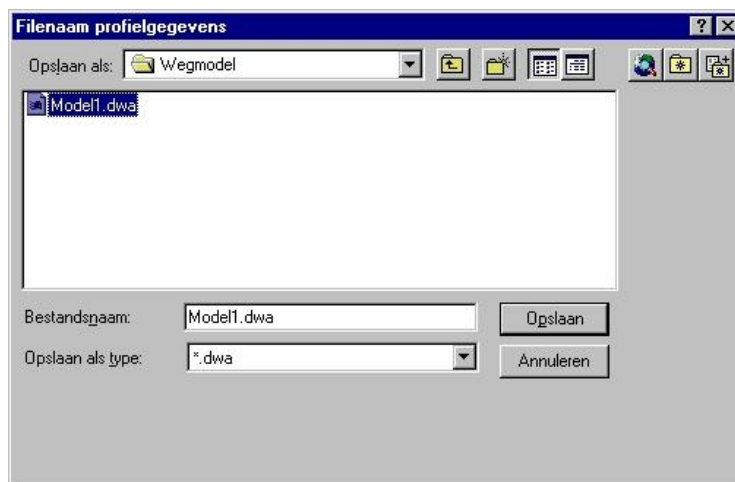 Filenaam profielgegevens
Opslaan als: Wegmodel
Model1.dwa
Bestandsnaam: Model1.dwa Opslaan
Opslaan als type: *.dwa Annuleren